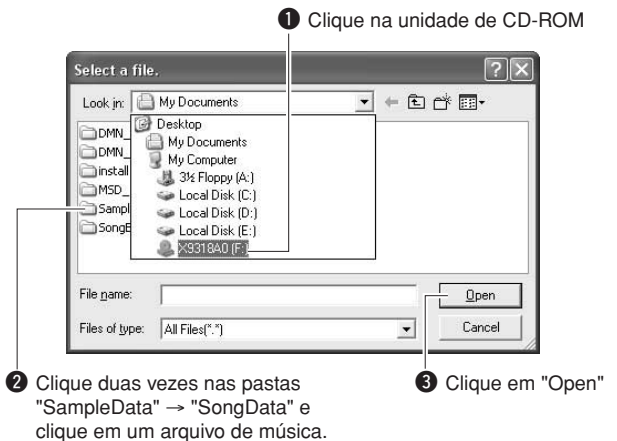 ❶ Clique na unidade de CD-ROM
Select a file.
Look in:
My Documents
Desktop
My Documents
My Computer
3½ Floppy (A:)
Local Disk (C:)
Local Disk (D:)
Local Disk (E:)
X9318A0 (F:)
DMN_
DMN_
install
MSD_
Sampl
SongE
File name:
Open
Files of type:
All Files(*.*)
Cancel
❷ Clique duas vezes nas pastas
"SampleData" → "SongData" e
clique em um arquivo de música.
❸ Clique em "Open"